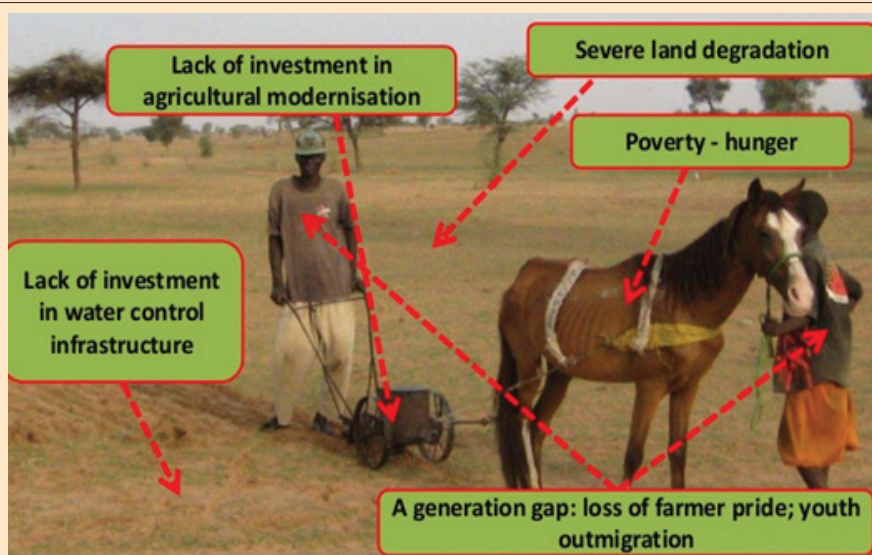 Lack of investment in
agricultural modernisation
Severe land degradation
Poverty - hunger
Lack of investment
in water control
infrastructure
A generation gap: loss of farmer pride; youth
outmigration